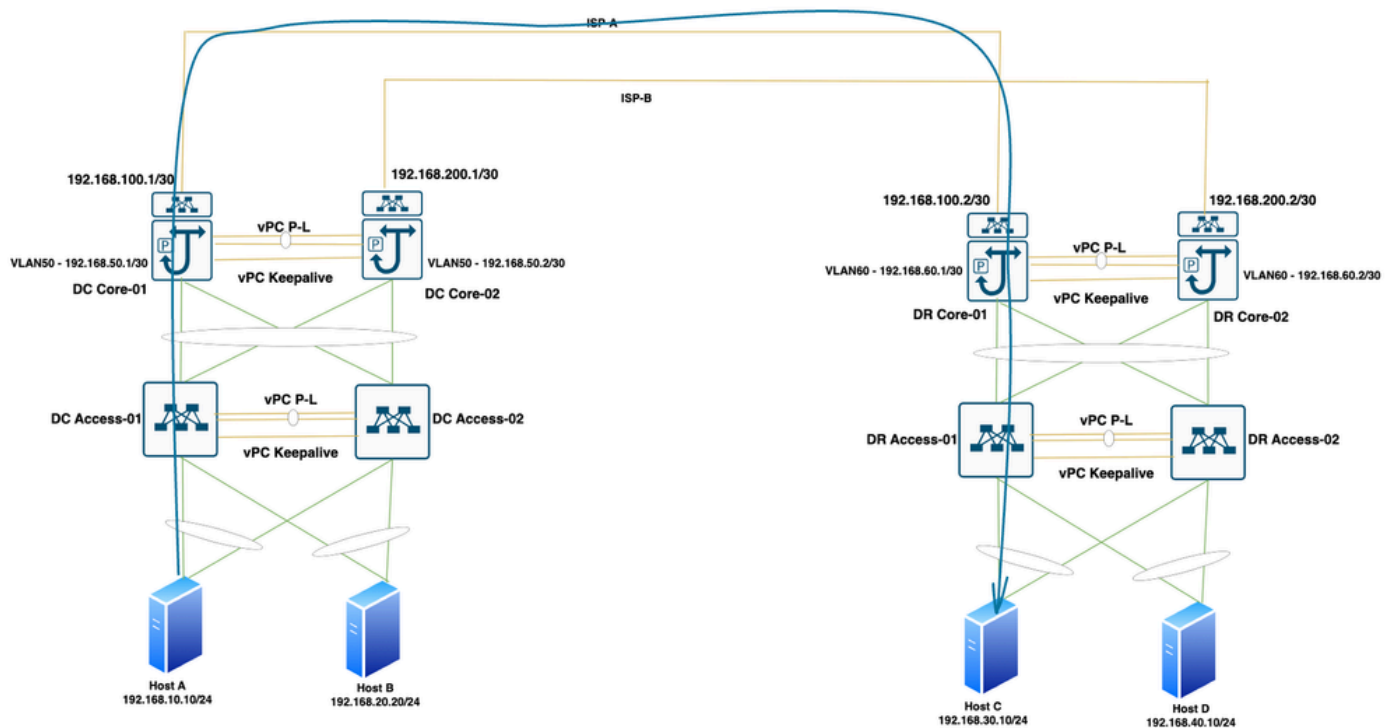 ISP-A
ISP-B
192.168.100.1/30
192.168.200.1/30
192.168.100.2/30
192.168.200.2/30
vPC P-L
P
P
VLAN50 - 192.168.50.1/30
VLAN50 - 192.168.50.2/30
vPC Keepalive
DC Core-01
DC Core-02
vPC P-L
P
P
VLAN60 - 192.168.60.1/30
VLAN60 - 192.168.60.2/30
vPC Keepalive
DR Core-01
DR Core-02
vPC P-L
DC Access-01
DC Access-02
vPC Keepalive
vPC P-L
DR Access-01
DR Access-02
vPC Keepalive
Host A
192.168.10.10/24
Host B
192.168.20.20/24
Host C
192.168.30.10/24
Host D
192.168.40.10/24